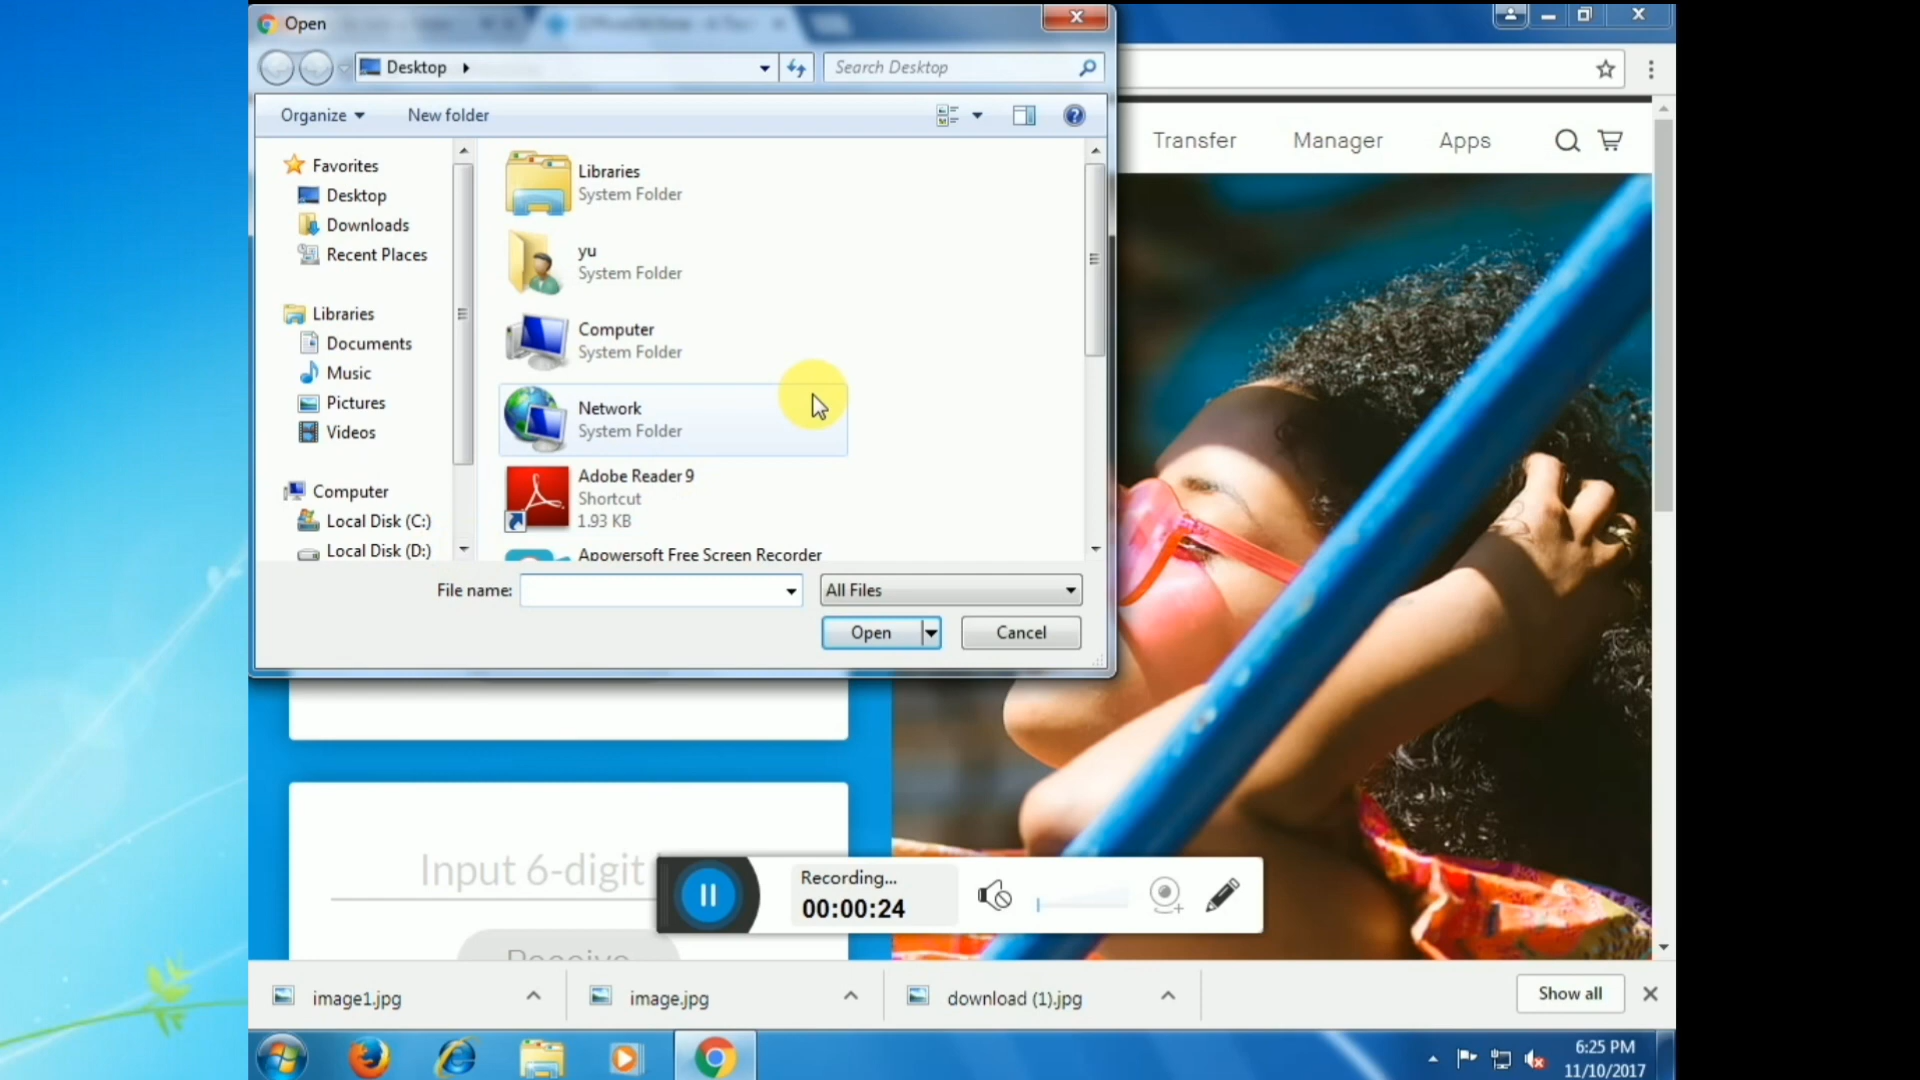 Open
Desktop
Search Desktop
Organize
New folder
Favorites
Desktop
Downloads
Recent Places
Libraries
Documents
Music
Pictures
Videos
Computer
Local Disk (C:)
Local Disk (D:)
Libraries
System Folder
yu
System Folder
Computer
System Folder
Network
System Folder
Adobe Reader 9
Shortcut
1.93 KB
Apowersoft Free Screen Recorder
File name:
All Files
Open
Cancel
Transfer
Manager
Apps
Input 6-digit
Receive
Recording...
00:00:24
image1.jpg
image.jpg
download (1).jpg
Show all
6:25 PM
11/10/2017